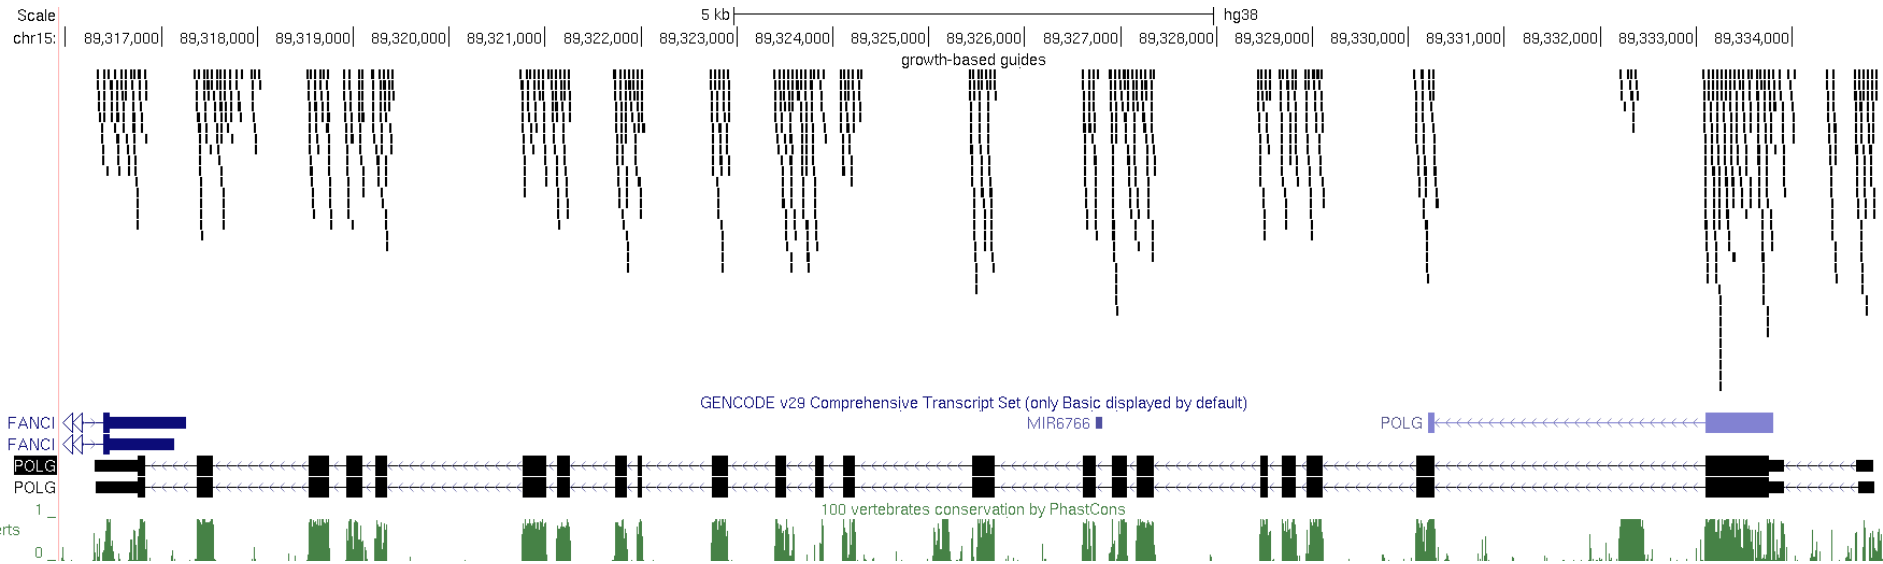 Scale 5 kb hg38
chr15: 89,317,000 89,318,000 89,319,000 89,320,000 89,321,000 89,322,000 89,323,000 89,324,000 89,325,000 89,326,000 89,327,000 89,328,000 89,329,000 89,330,000 89,331,000 89,332,000 89,333,000 89,334,000
growth-based guides
GENCODE v29 Comprehensive Transcript Set (only Basic displayed by default)
FANCI MIR6766 POLG
FANCI
POLG
POLG
100 vertebrates conservation by PhastCons
1 _
erts
0 _